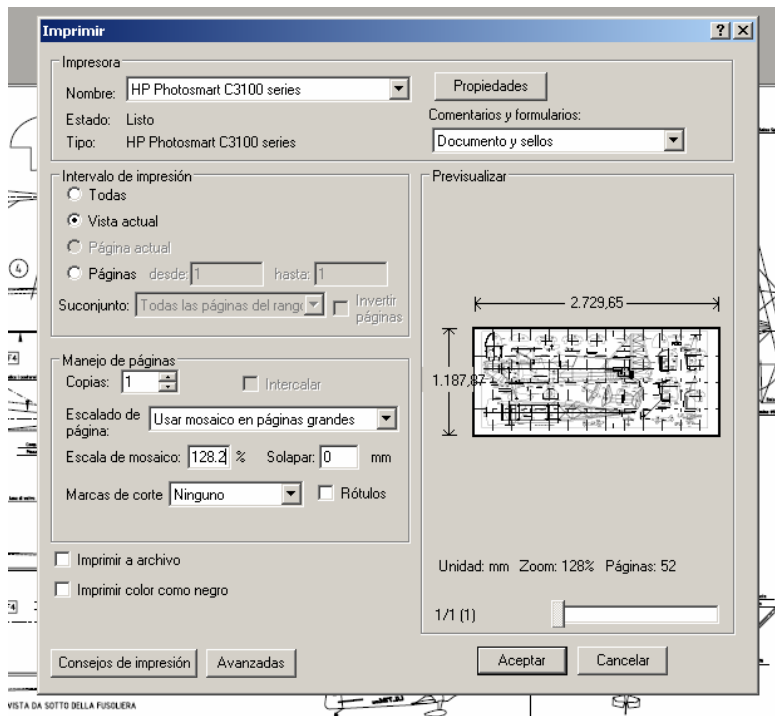 Imprimir
Impresora
Nombre: HP Photosmart C3100 series
Propiedades
Estado: Listo
Comentarios y formularios:
Tipo: HP Photosmart C3100 series
Documento y sellos
Intervalo de impresión
Todas
Vista actual
Página actual
Páginas desde: 1 hasta: 1
Suconjunto: Todas las páginas del rango
Invertir páginas
Previsualizar
2.729,65
1.187,87
Manejo de páginas
Copias: 1
Intercalar
Escalado de página: Usar mosaico en páginas grandes
Escala de mosaico: 128.2 % Solapar: 0 mm
Marcas de corte Ninguno
Rótulos
Imprimir a archivo
Imprimir color como negro
Unidad: mm Zoom: 128% Páginas: 52
1/1 (1)
Consejos de impresión
Avanzadas
Aceptar
Cancelar
4
F4
F4
VISTA DA SOTTO DELLA FUSOLIERA